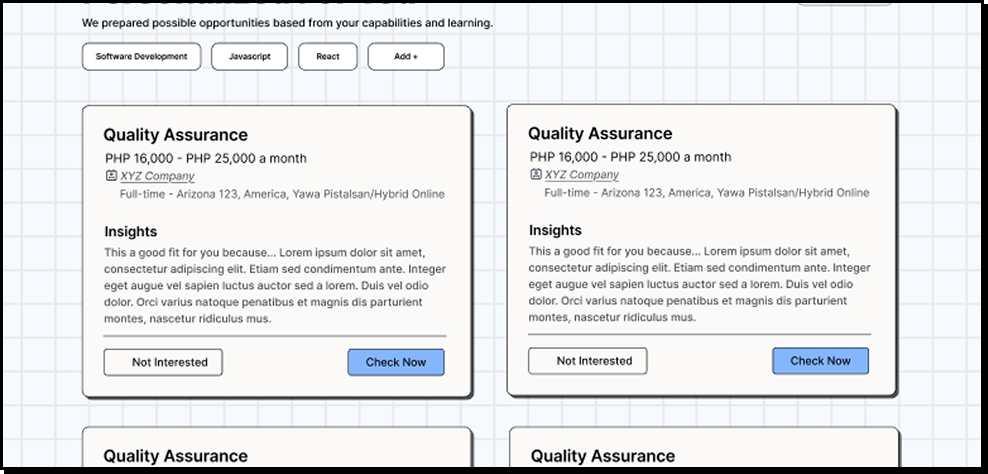 We prepared possible opportunities based from your capabilities and learning.
Software Development
Javascript
React
Add +
Quality Assurance
PHP 16,000 - PHP 25,000 a month
XYZ Company
Full-time - Arizona 123, America, Yawa Pistalsan/Hybrid Online
Insights
This a good fit for you because... Lorem ipsum dolor sit amet,
consectetur adipiscing elit. Etiam sed condimentum ante. Integer
eget augue vel sapien luctus auctor sed a lorem. Duis vel odio
dolor. Orci varius natoque penatibus et magnis dis parturient
montes, nascetur ridiculus mus.
Not Interested
Check Now
Quality Assurance
PHP 16,000 - PHP 25,000 a month
XYZ Company
Full-time - Arizona 123, America, Yawa Pistalsan/Hybrid Online
Insights
This a good fit for you because... Lorem ipsum dolor sit amet,
consectetur adipiscing elit. Etiam sed condimentum ante. Integer
eget augue vel sapien luctus auctor sed a lorem. Duis vel odio
dolor. Orci varius natoque penatibus et magnis dis parturient
montes, nascetur ridiculus mus.
Not Interested
Check Now
Quality Assurance
Quality Assurance